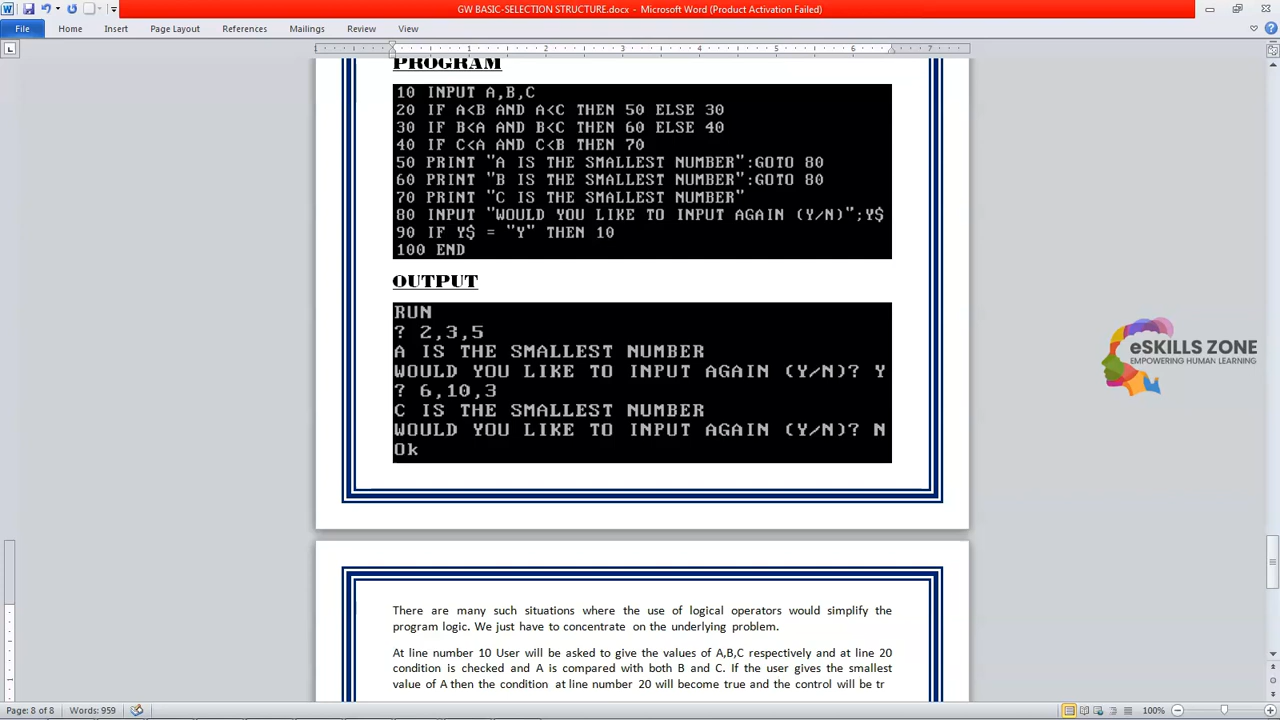 GW BASIC-SELECTION STRUCTURE.docx - Microsoft Word (Product Activation Failed)
File Home Insert Page Layout References Mailings Review View
1 1 2 3 4 5 6 7
PROGRAM
10 INPUT A,B,C
20 IF A<B AND A<C THEN 50 ELSE 30
30 IF B<A AND B<C THEN 60 ELSE 40
40 IF C<A AND C<B THEN 70
50 PRINT "A IS THE SMALLEST NUMBER":GOTO 80
60 PRINT "B IS THE SMALLEST NUMBER":GOTO 80
70 PRINT "C IS THE SMALLEST NUMBER"
80 INPUT "WOULD YOU LIKE TO INPUT AGAIN (Y/N)";Y$
90 IF Y$ = "Y" THEN 10
100 END
OUTPUT
RUN
? 2,3,5
A IS THE SMALLEST NUMBER
WOULD YOU LIKE TO INPUT AGAIN (Y/N)? Y
? 6,10,3
C IS THE SMALLEST NUMBER
WOULD YOU LIKE TO INPUT AGAIN (Y/N)? N
Ok
eSKILLS ZONE
EMPOWERING HUMAN LEARNING
There are many such situations where the use of logical operators would simplify the
program logic. We just have to concentrate on the underlying problem.
At line number 10 User will be asked to give the values of A,B,C respectively and at line 20
condition is checked and A is compared with both B and C. If the user gives the smallest
value of A then the condition at line number 20 will become true and the control will be tr
Page: 8 of 8 Words: 959 100%